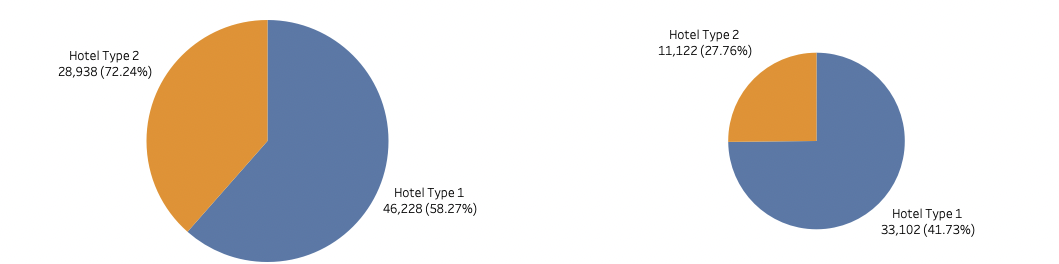 Hotel Type 2
28,938 (72.24%)
Hotel Type 1
46,228 (58.27%)
Hotel Type 2
11,122 (27.76%)
Hotel Type 1
33,102 (41.73%)